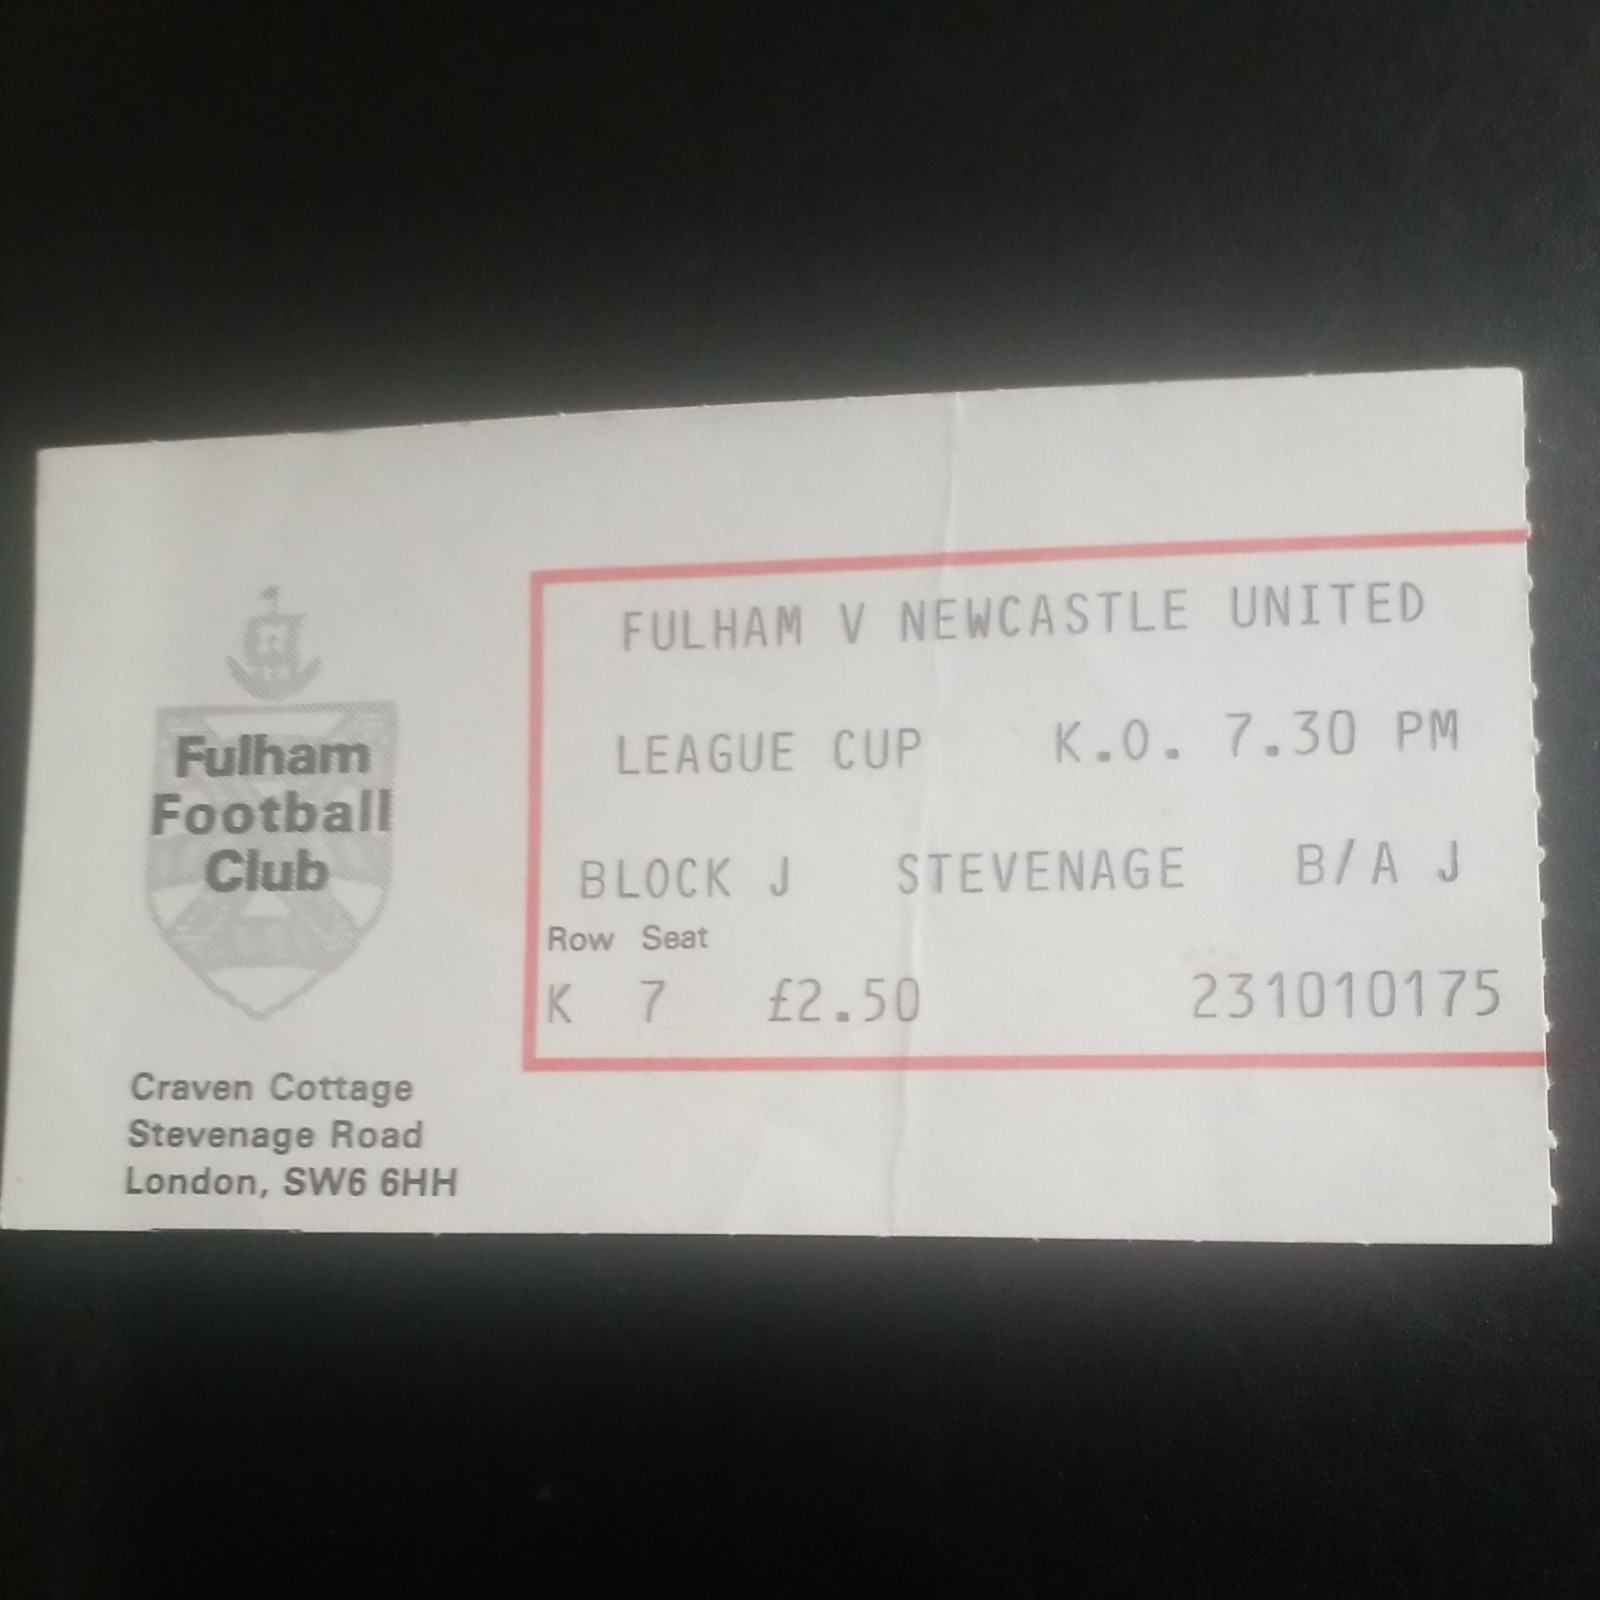 Fulham
Football
Club
Craven Cottage
Stevenage Road
London, SW6 6HH
FULHAM V NEWCASTLE UNITED
LEAGUE CUP K.O. 7.30 PM
BLOCK J STEVENAGE B/A J
Row Seat
K 7 £2.50 231010175